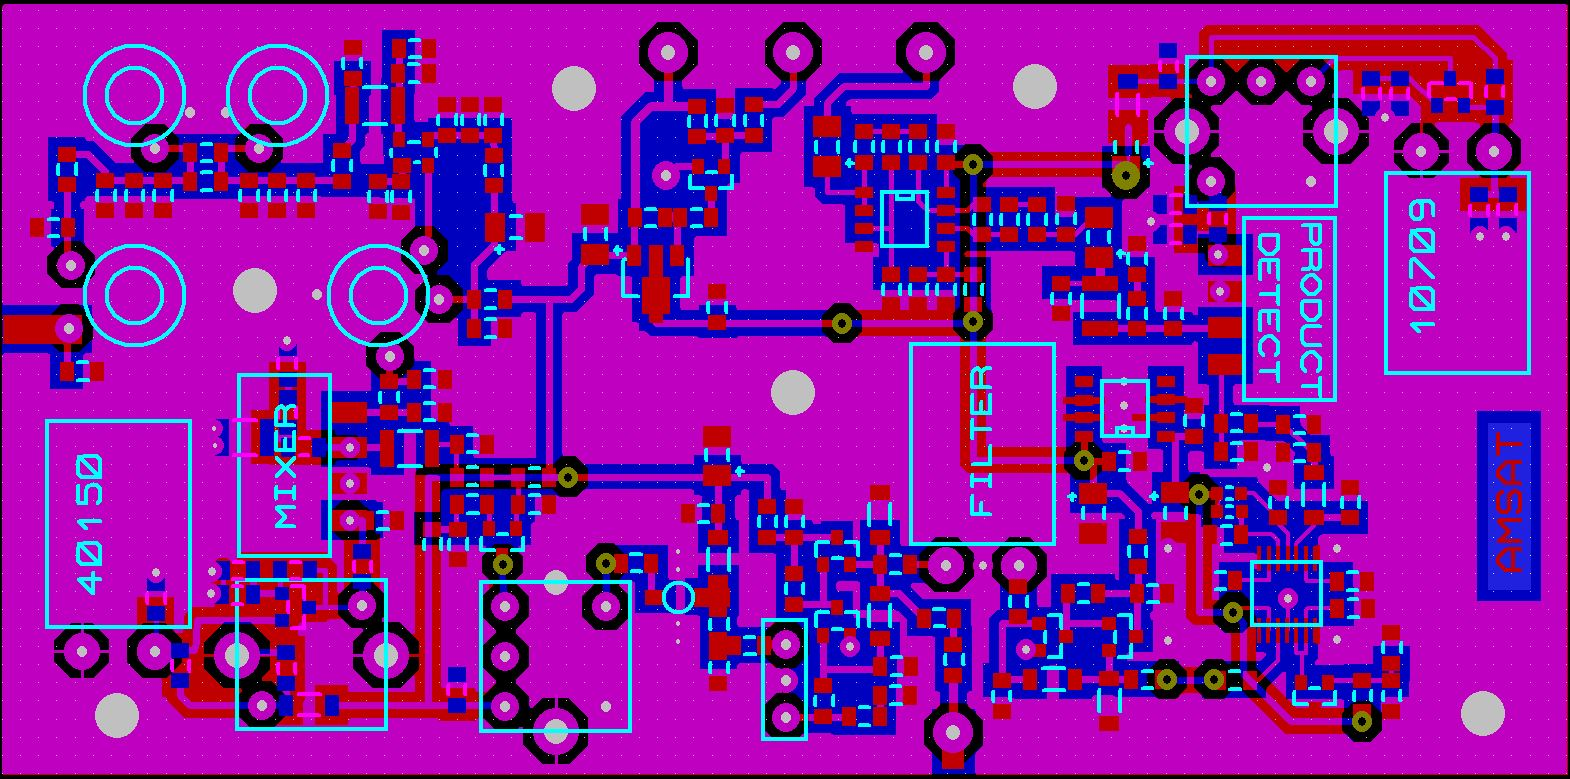 40150
MIXER
FILTER
PRODUCT
DETECT
10709
AMSAT